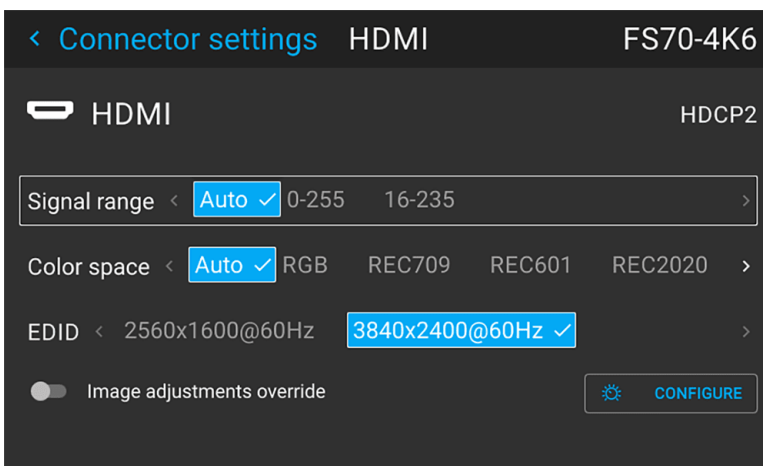 Connector settings HDMI FS70-4K6
HDMI HDCP2
Signal range Auto 0-255 16-235
Color space Auto RGB REC709 REC601 REC2020
EDID 2560x1600@60Hz 3840x2400@60Hz
Image adjustments override CONFIGURE